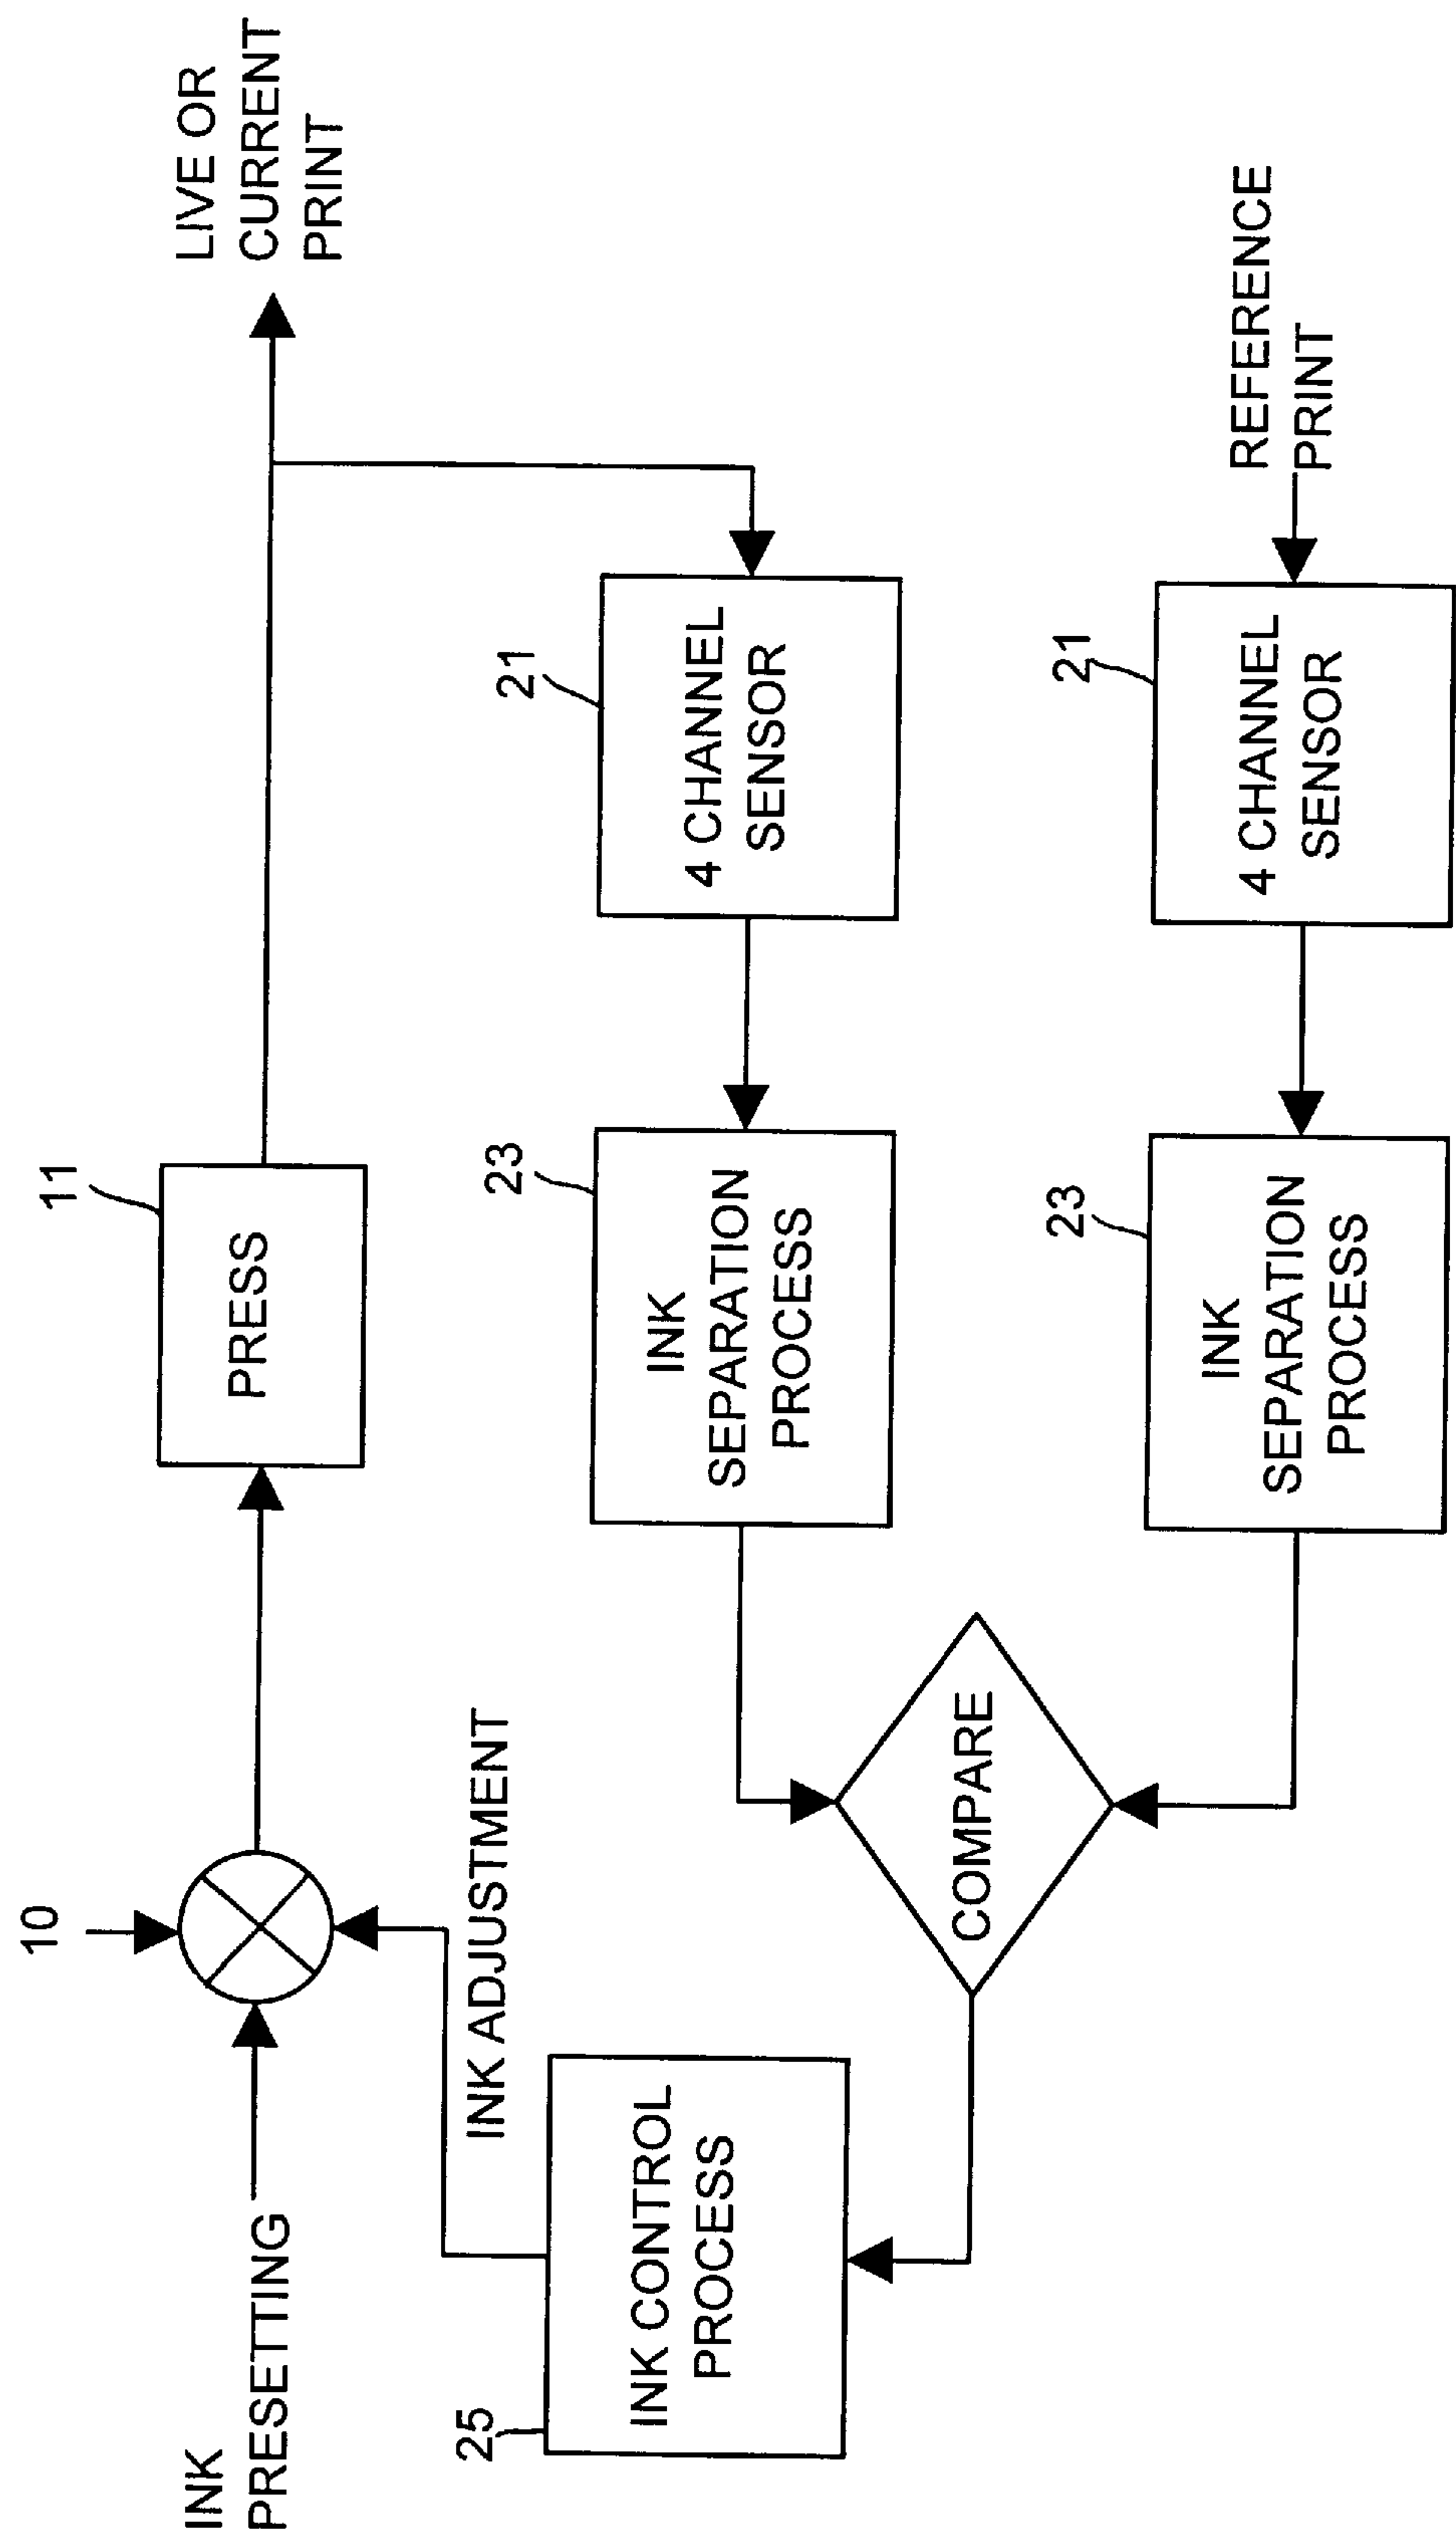 10
11
INK
PRESETTING
PRESS
LIVE OR
CURRENT
PRINT
INK ADJUSTMENT
25
INK CONTROL
PROCESS
23
INK
SEPARATION
PROCESS
21
4 CHANNEL
SENSOR
COMPARE
23
INK
SEPARATION
PROCESS
21
4 CHANNEL
SENSOR
REFERENCE
PRINT